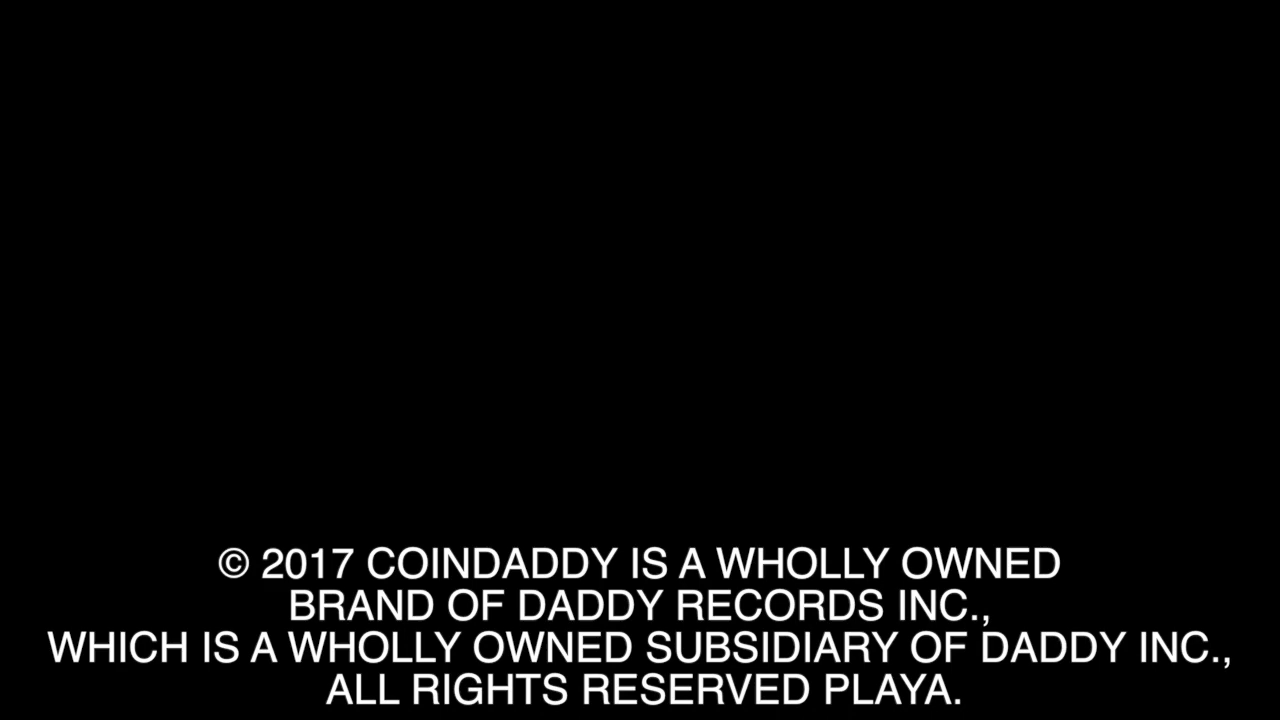 © 2017 COINDADDY IS A WHOLLY OWNED
BRAND OF DADDY RECORDS INC.,
WHICH IS A WHOLLY OWNED SUBSIDIARY OF DADDY INC.,
ALL RIGHTS RESERVED PLAYA.